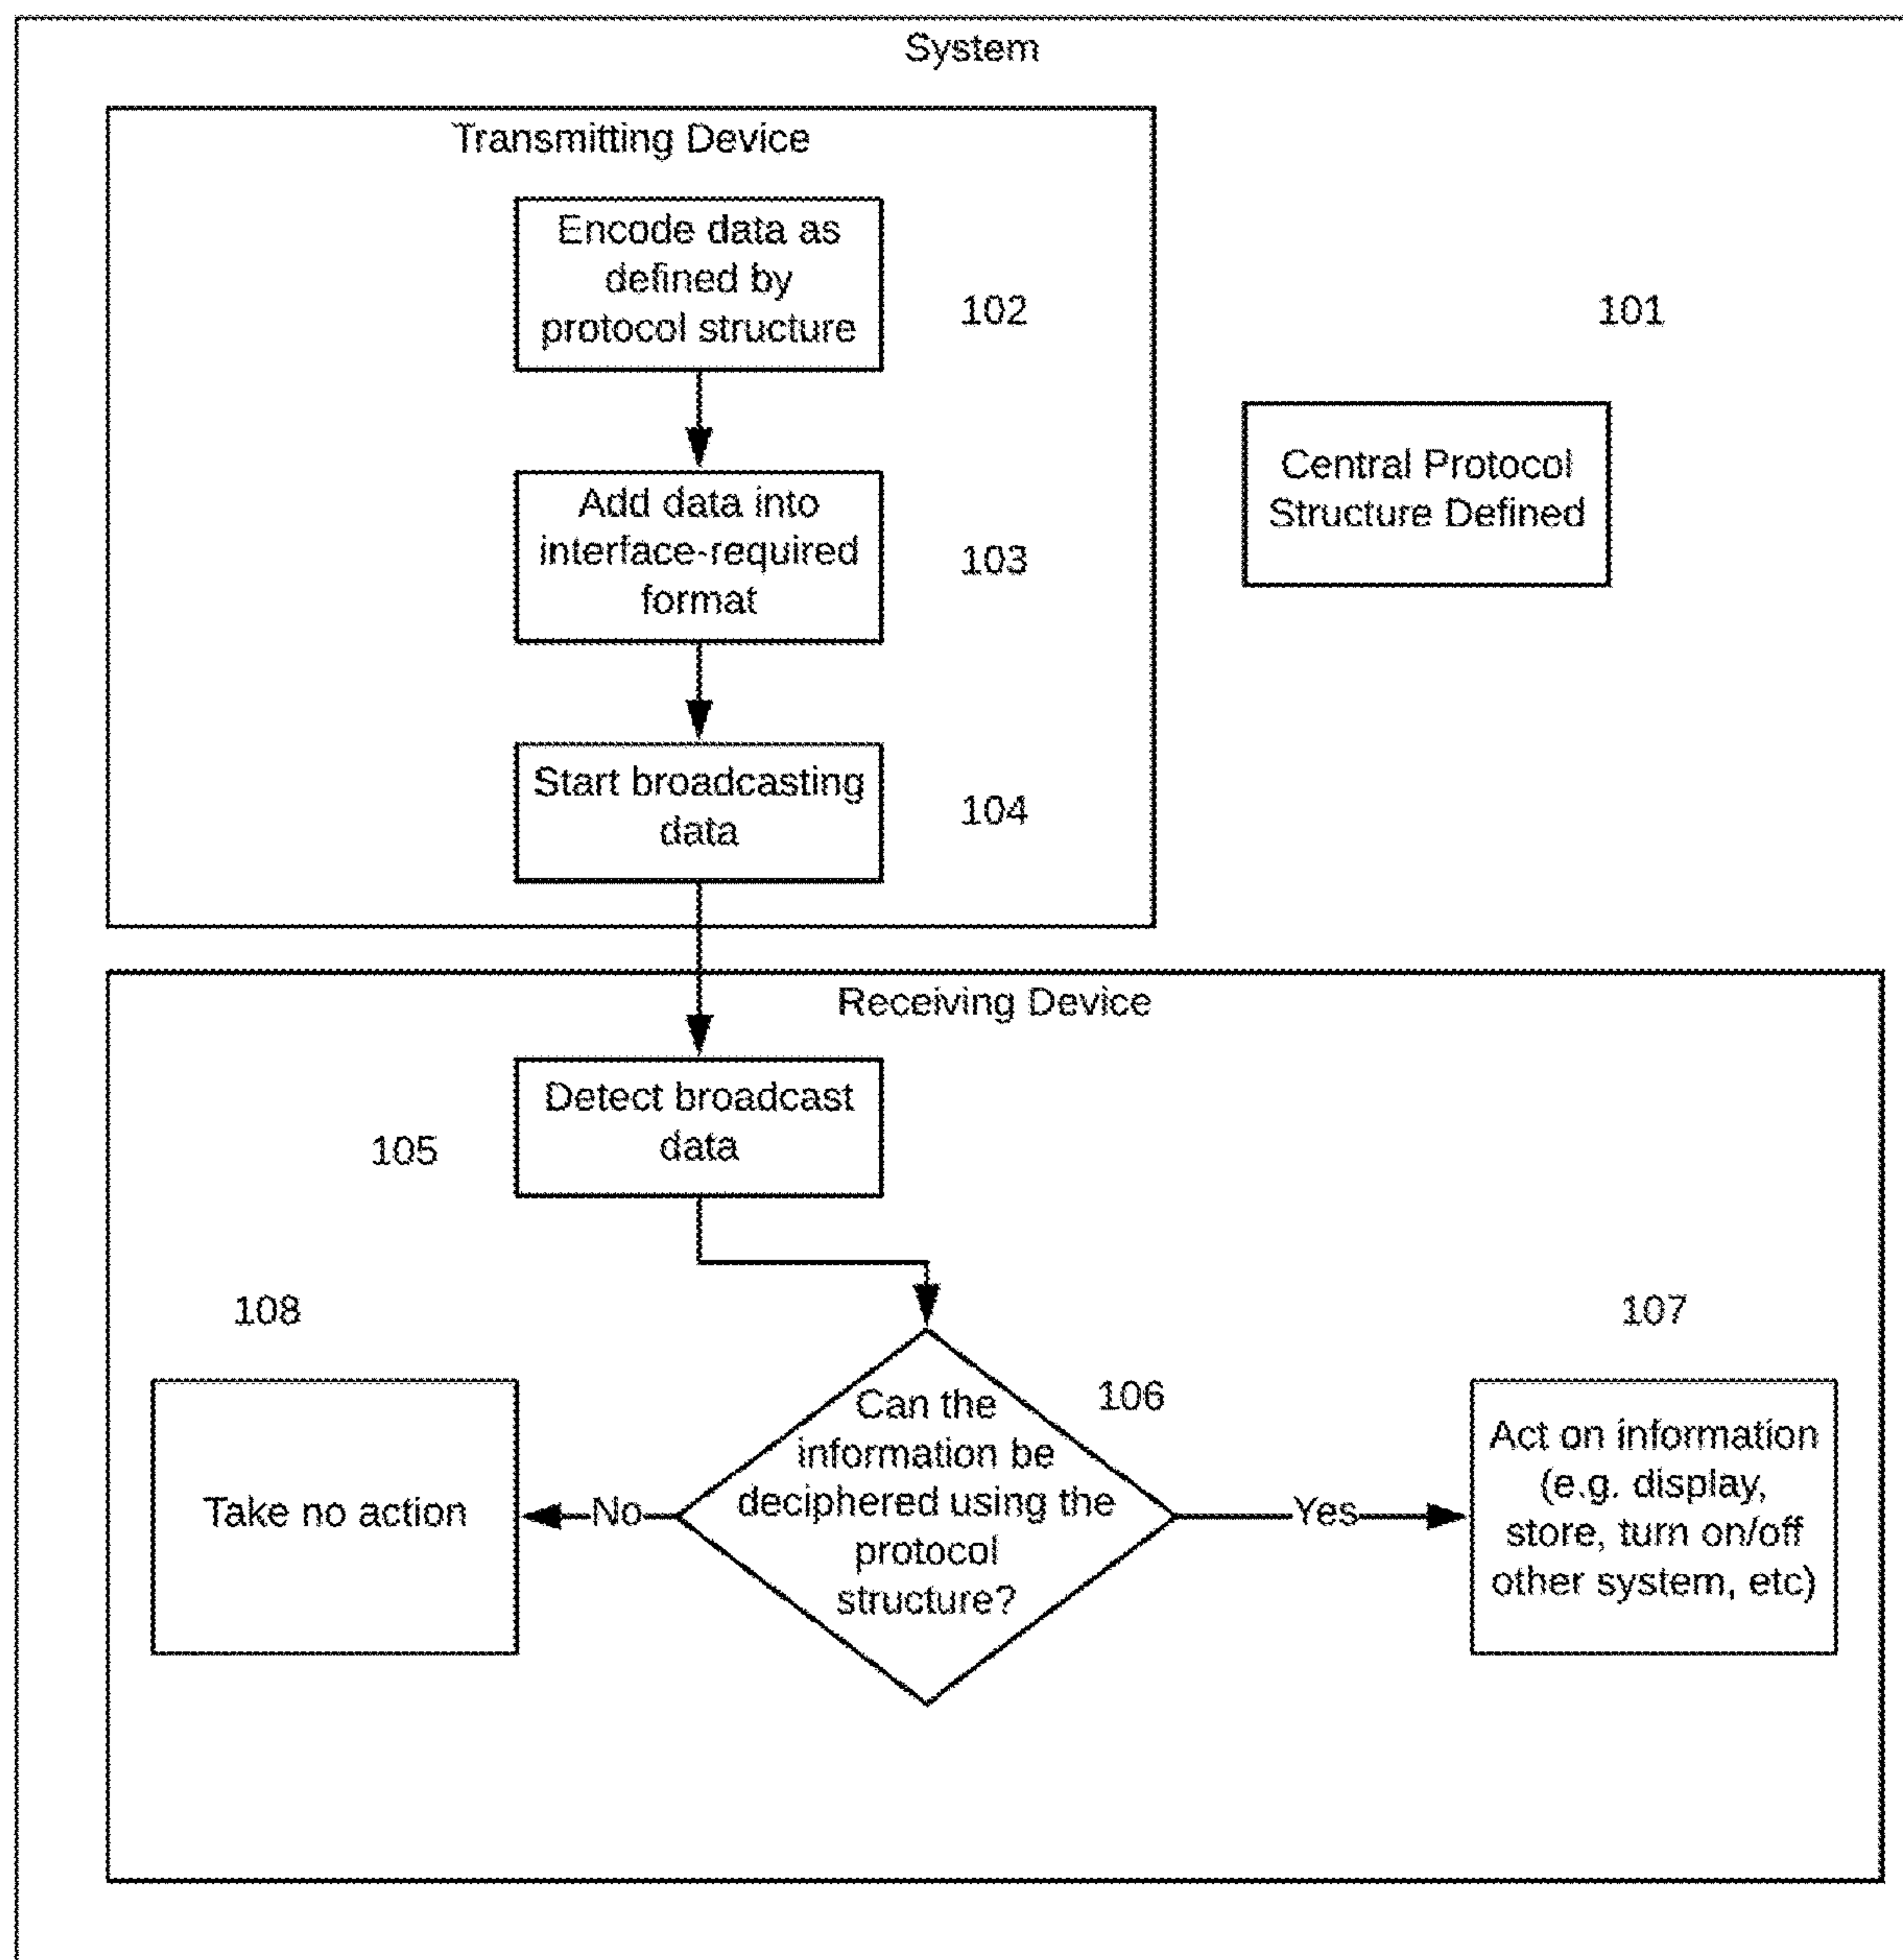 System
Transmitting Device
Encode data as
defined by
protocol structure
102
101
Central Protocol
Structure Defined
Add data into
interface-required
format
103
Start broadcasting
data
104
Receiving Device
Detect broadcast
data
105
108
107
106
Can the
information be
deciphered using the
protocol
structure?
No
Yes
Take no action
Act on information
(e.g. display,
store, turn on/off
other system, etc)